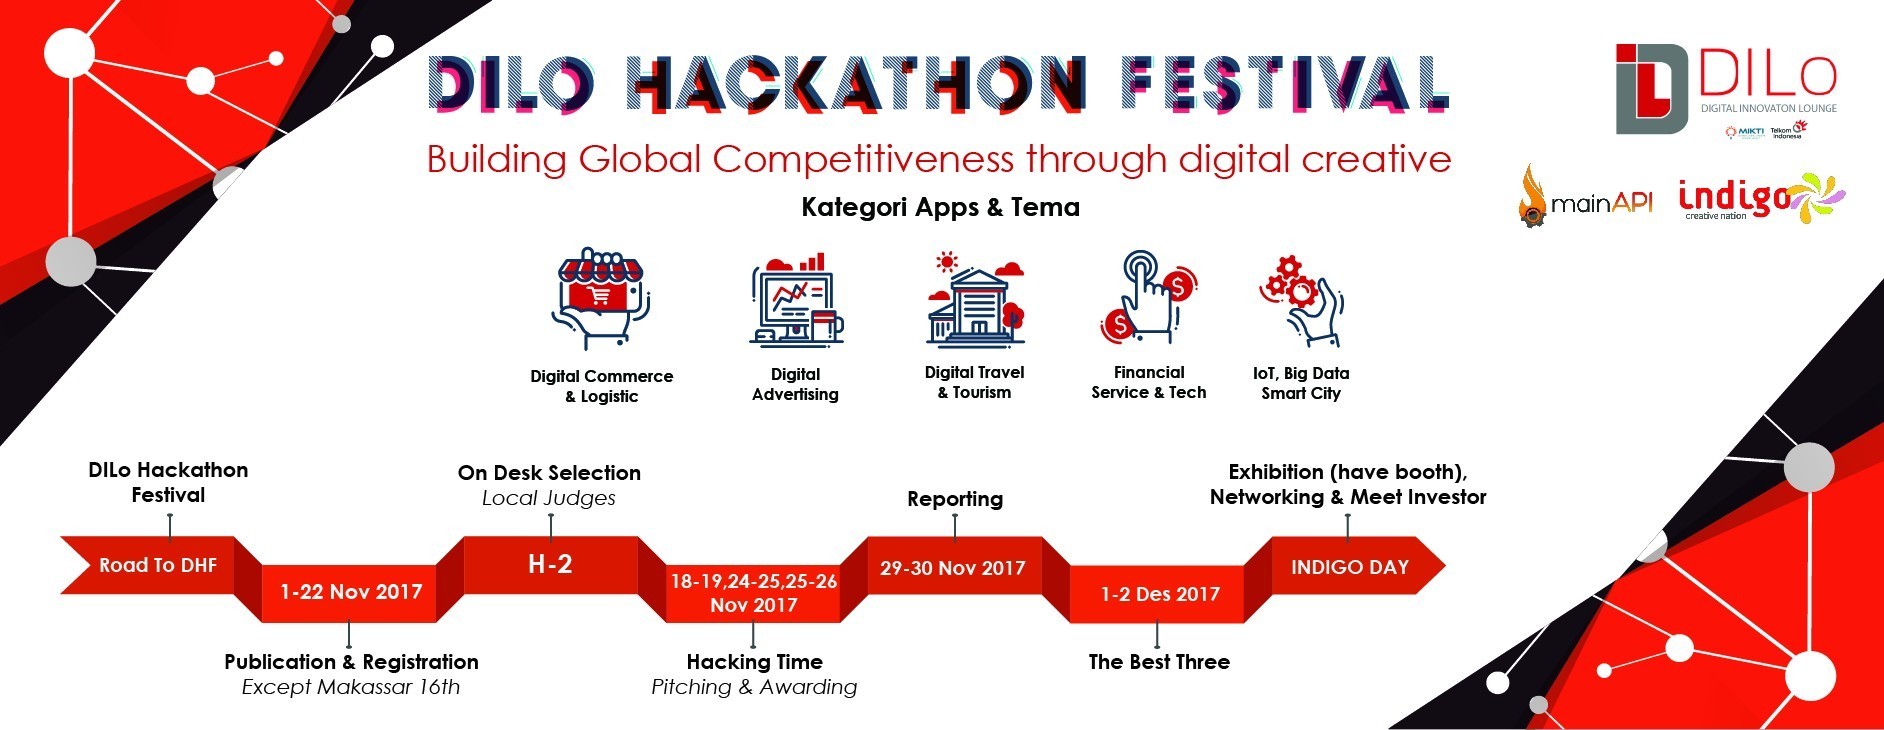 DILO HACKATHON FESTIVAL
Building Global Competitiveness through digital creative
Kategori Apps & Tema
DILo
DIGITAL INNOVATON LOUNGE
MIKTI
Telkom
Indonesia
mainAPI
indigo
creative nation
Digital Commerce
& Logistic
Digital
Advertising
Digital Travel
& Tourism
Financial
Service & Tech
IoT, Big Data
Smart City
DILo Hackathon
Festival
Road To DHF
1-22 Nov 2017
Publication & Registration
Except Makassar 16th
On Desk Selection
Local Judges
H-2
18-19,24-25,25-26
Nov 2017
Hacking Time
Pitching & Awarding
Reporting
29-30 Nov 2017
1-2 Des 2017
The Best Three
Exhibition (have booth),
Networking & Meet Investor
INDIGO DAY